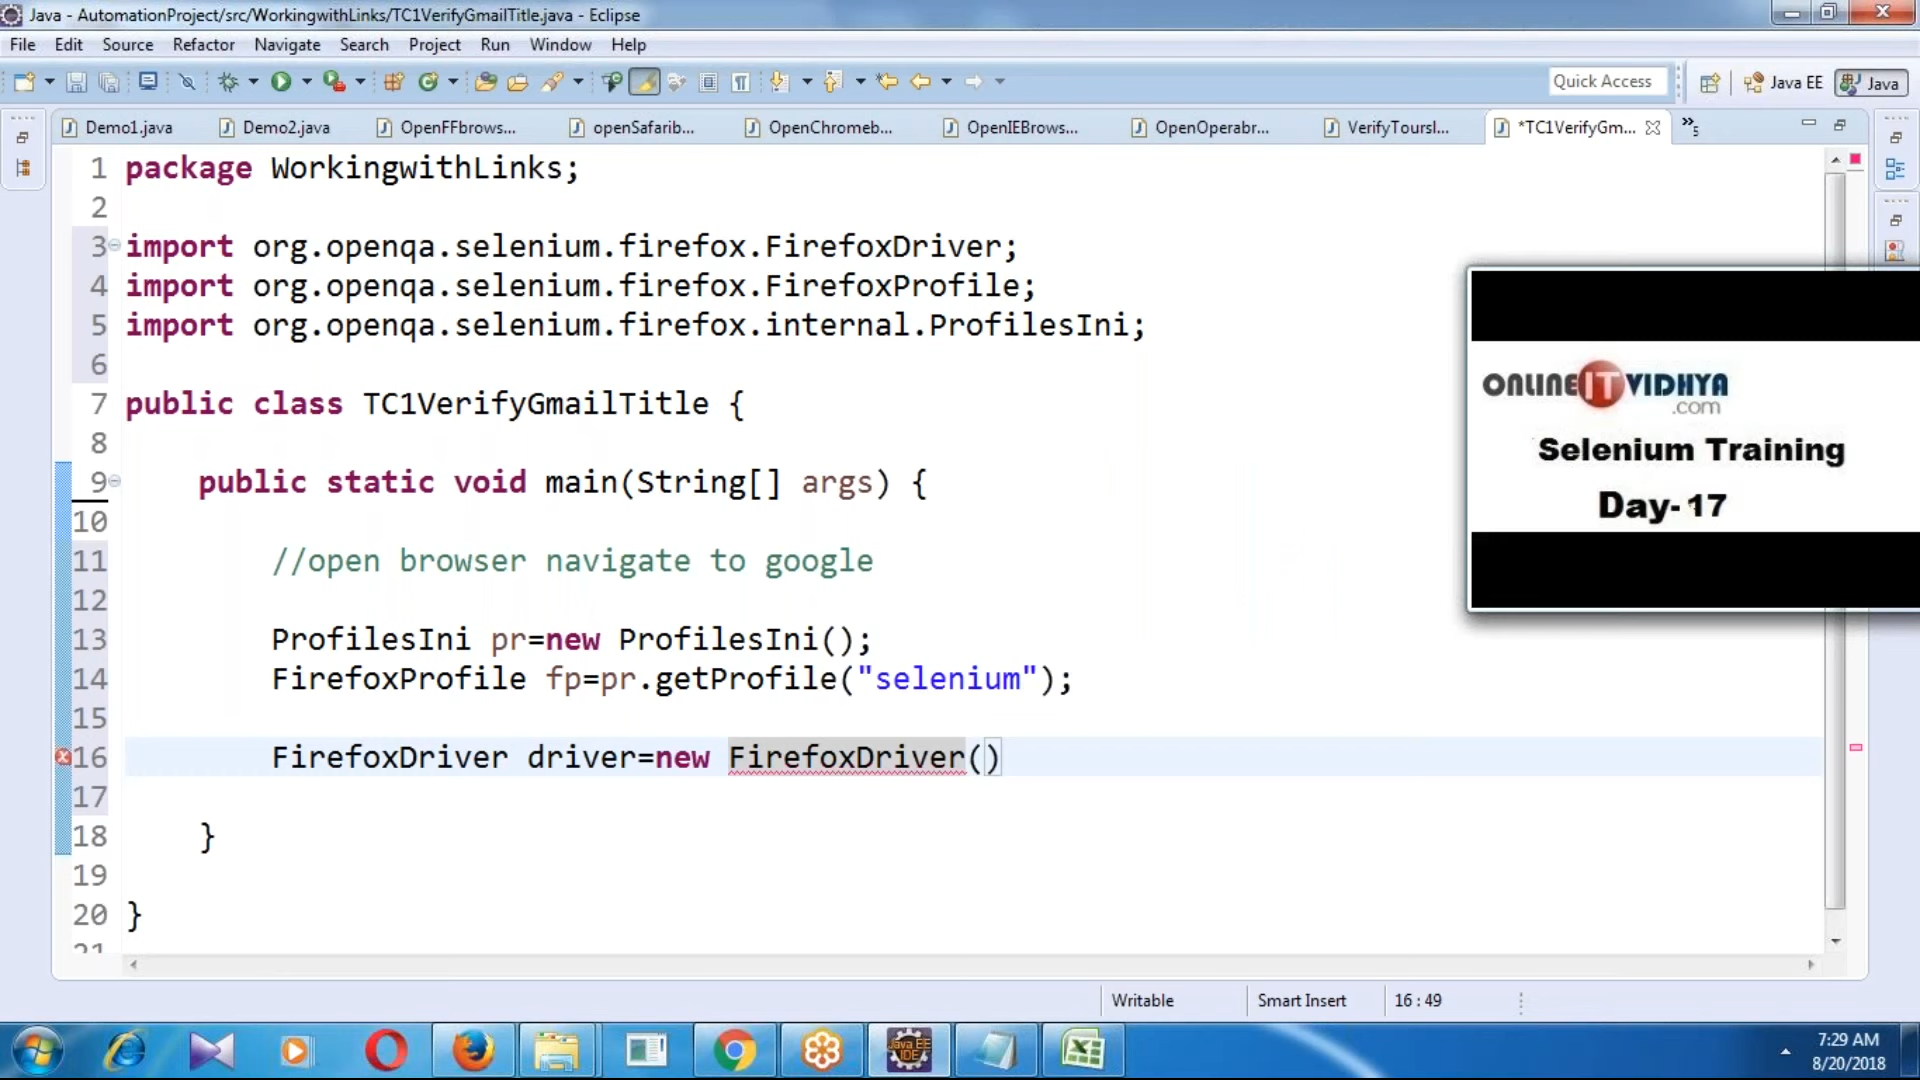 Java - AutomationProject/src/WorkingwithLinks/TC1VerifyGmailTitle.java - Eclipse
File Edit Source Refactor Navigate Search Project Run Window Help
Quick Access Java EE Java
Demo1.java Demo2.java OpenFFbrows... openSafarib... OpenChromeb... OpenIEBrows... OpenOperabr... VerifyToursl... *TC1VerifyGm... »5
1 package WorkingwithLinks;
2
3 import org.openqa.selenium.firefox.FirefoxDriver;
4 import org.openqa.selenium.firefox.FirefoxProfile;
5 import org.openqa.selenium.firefox.internal.ProfilesIni;
6
7 public class TC1VerifyGmailTitle {
8
9 public static void main(String[] args) {
10
11 //open browser navigate to google
12
13 ProfilesIni pr=new ProfilesIni();
14 FirefoxProfile fp=pr.getProfile("selenium");
15
16 FirefoxDriver driver=new FirefoxDriver()
17
18 }
19
20 }
21
ONLINE IT VIDHYA
.com
Selenium Training
Day-17
Writable Smart Insert 16 : 49
Java EE
IDE
7:29 AM
8/20/2018